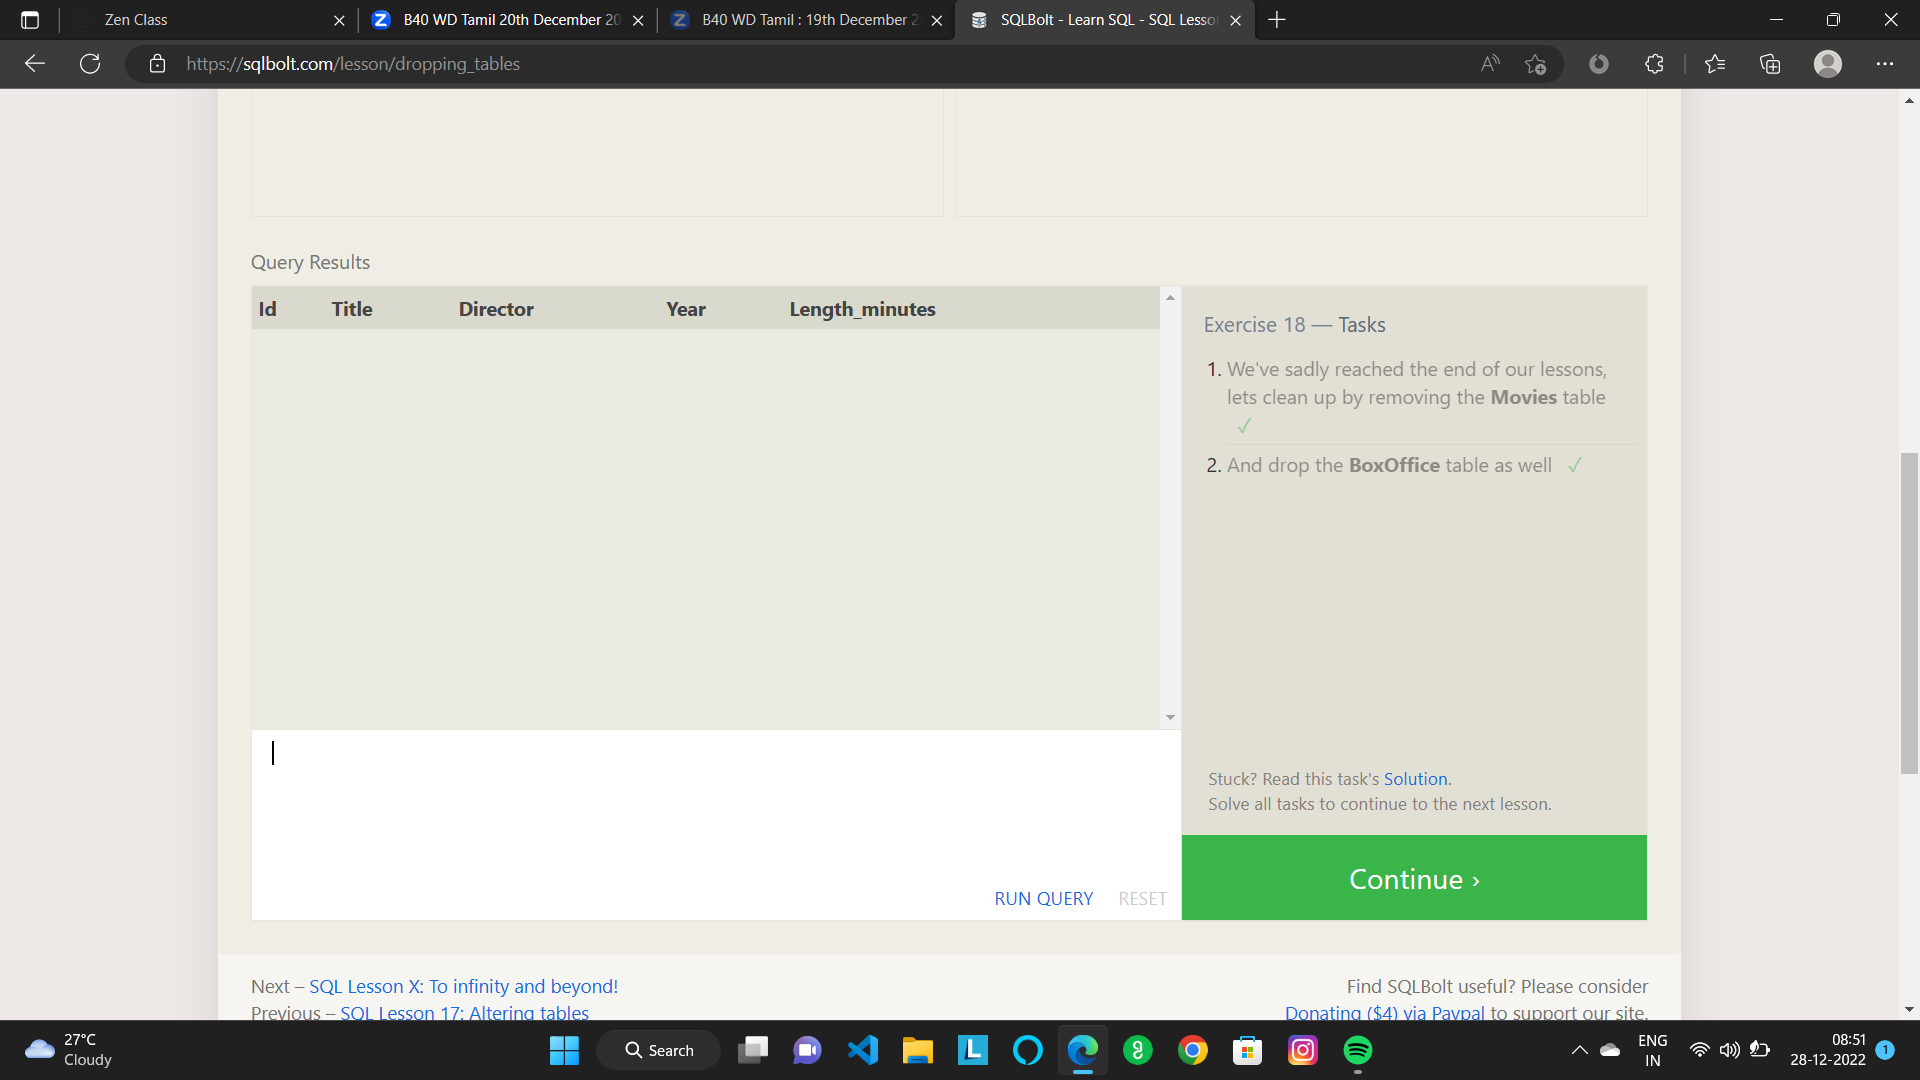 Zen Class
B40 WD Tamil 20th December 20
B40 WD Tamil : 19th December 2
SQLBolt - Learn SQL - SQL Lesso
https://sqlbolt.com/lesson/dropping_tables
Query Results
Id Title Director Year Length_minutes
Exercise 18 — Tasks
1. We've sadly reached the end of our lessons,
lets clean up by removing the Movies table
✓
2. And drop the BoxOffice table as well ✓
Stuck? Read this task's Solution.
Solve all tasks to continue to the next lesson.
RUN QUERY RESET
Continue ›
Next – SQL Lesson X: To infinity and beyond!
Previous – SQL Lesson 17: Altering tables
Find SQLBolt useful? Please consider
Donating ($4) via Paypal to support our site.
27°C
Cloudy
Search
ENG
IN
08:51
28-12-2022
1